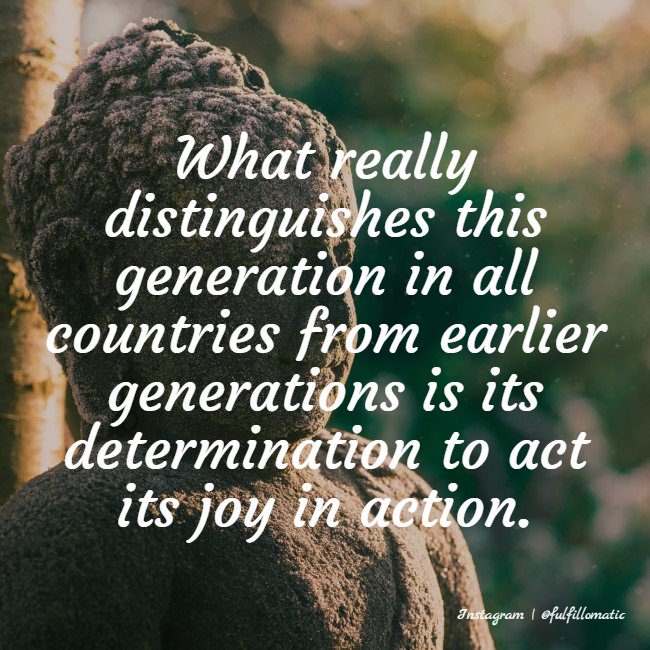 What really
distinguishes this
generation in all
countries from earlier
generations is its
determination to act
its joy in action.
Instagram | @fulfillomatic